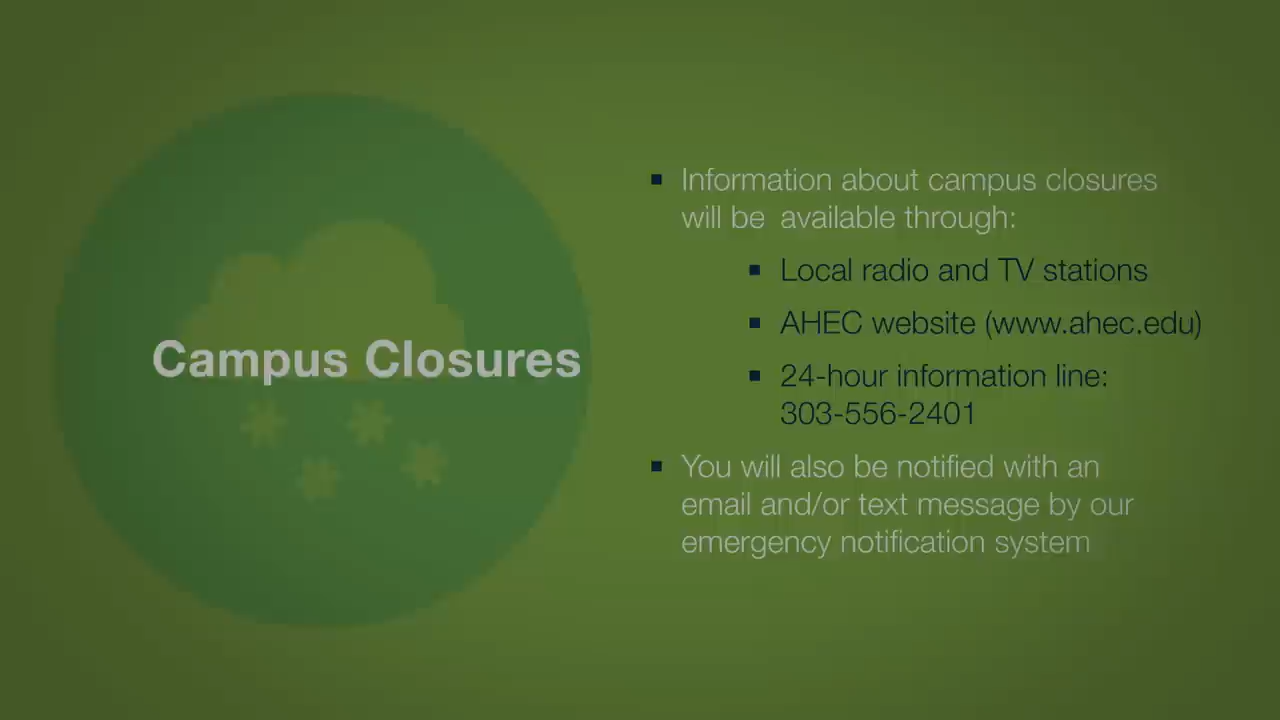 Campus Closures
▪ Information about campus closures
will be available through:
▪ Local radio and TV stations
▪ AHEC website (www.ahec.edu)
▪ 24-hour information line:
303-556-2401
▪ You will also be notified with an
email and/or text message by our
emergency notification system